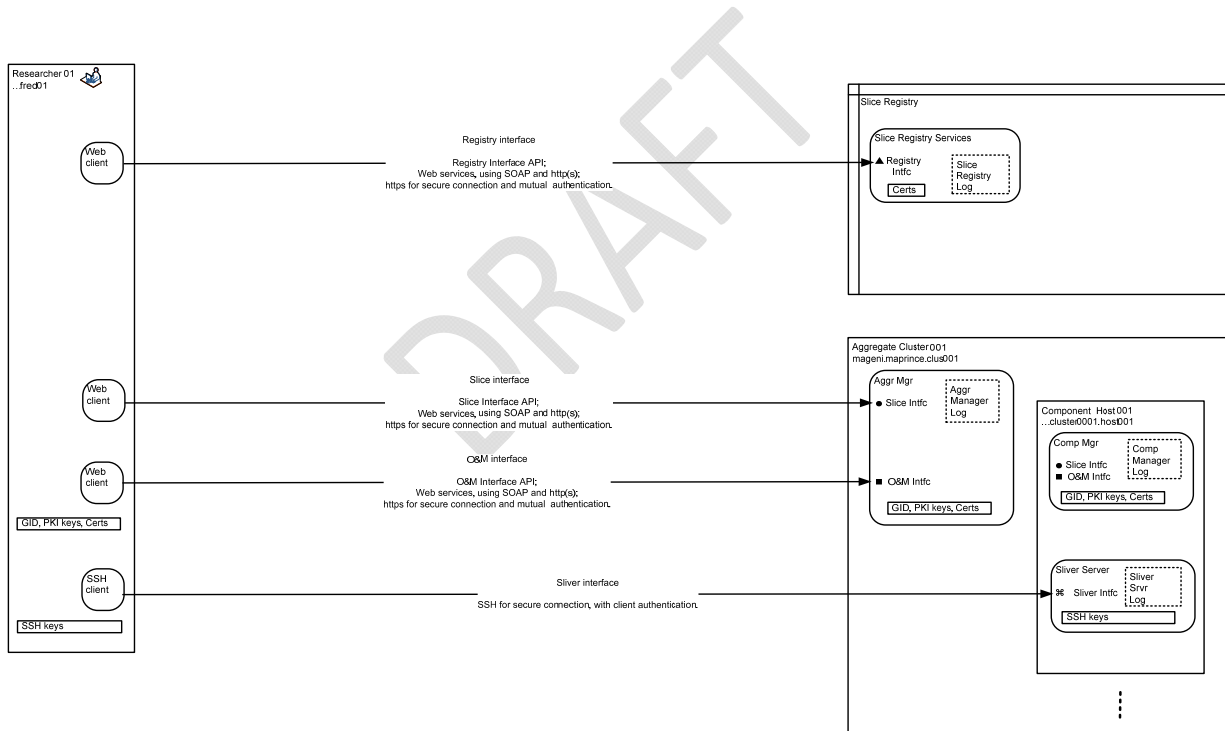 DRAFT
Researcher 01
...fred01
Web
client
Registry interface
Registry Interface API;
Web services, using SOAP and http(s);
https for secure connection and mutual authentication.
Slice Registry
Slice Registry Services
Registry
Intfc
Certs
Slice
Registry
Log
Web
client
Slice interface
Slice Interface API;
Web services, using SOAP and http(s);
https for secure connection and mutual authentication.
Web
client
O&M interface
O&M Interface API;
Web services, using SOAP and http(s);
https for secure connection and mutual authentication.
GID, PKI keys, Certs
SSH
client
Sliver interface
SSH for secure connection, with client authentication.
SSH keys
Aggregate Cluster 001
mageni.maprince.clus001
Aggr Mgr
Slice Intfc
Aggr
Manager
Log
O&M Intfc
GID, PKI keys, Certs
Component Host 001
...cluster0001.host001
Comp Mgr
Slice Intfc
O&M Intfc
Comp
Manager
Log
GID, PKI keys, Certs
Sliver Server
⌘ Sliver Intfc
Sliver
Srvr
Log
SSH keys